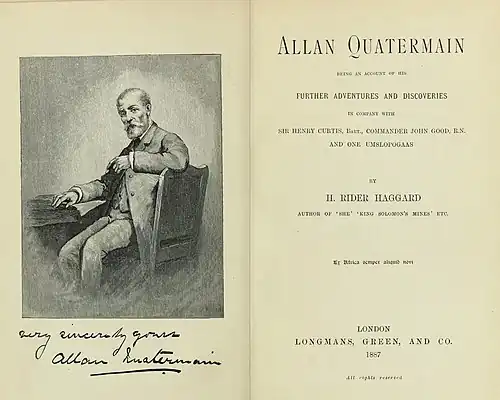 very sincerely yours
Allan Quatermain
ALLAN QUATERMAIN
BEING AN ACCOUNT OF HIS
FURTHER ADVENTURES AND DISCOVERIES
IN COMPANY WITH
SIR HENRY CURTIS, BART., COMMANDER JOHN GOOD, R.N.
AND ONE UMSLOPOGAAS
BY
H. RIDER HAGGARD
AUTHOR OF 'SHE' 'KING SOLOMON'S MINES' ETC.
Ex Africa semper aliquid novi
LONDON
LONGMANS, GREEN, AND CO.
1887
All rights reserved